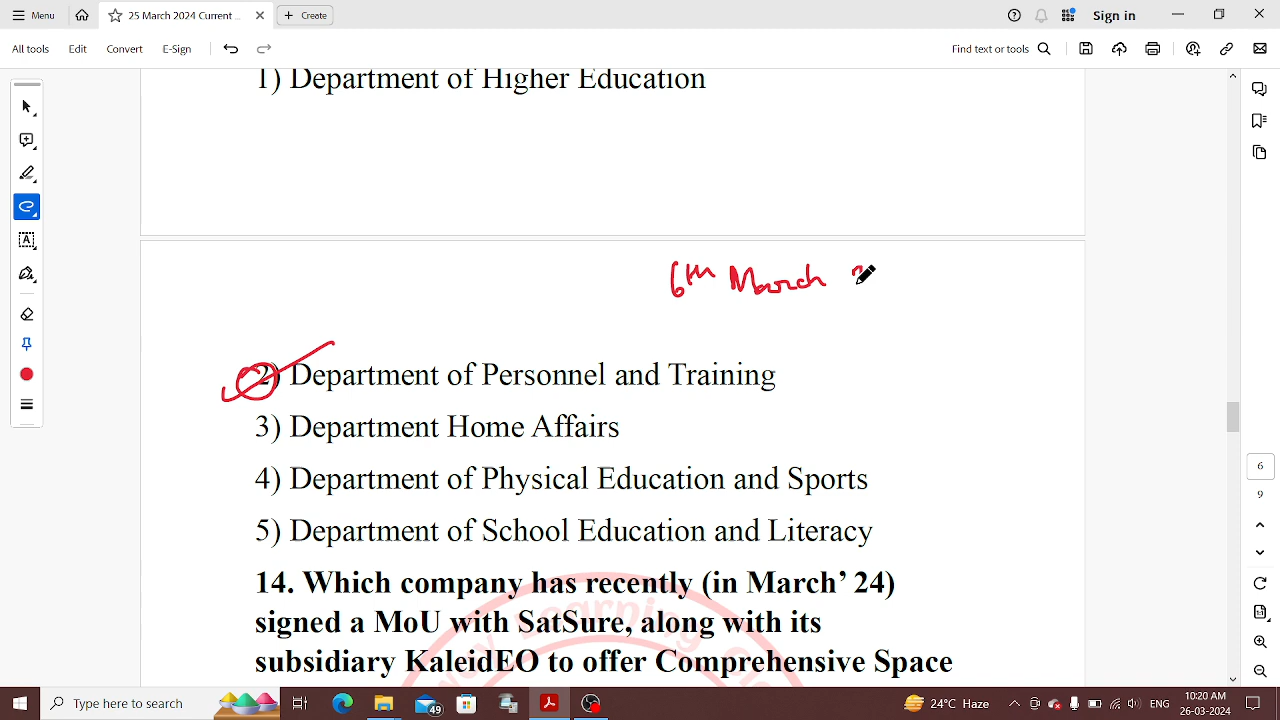 Menu
25 March 2024 Current ...
Create
Sign in
All tools
Edit
Convert
E-Sign
Find text or tools
1) Department of Higher Education
6th March 2
2) Department of Personnel and Training
3) Department Home Affairs
4) Department of Physical Education and Sports
5) Department of School Education and Literacy
14. Which company has recently (in March’ 24)
signed a MoU with SatSure, along with its
subsidiary KaleidEO to offer Comprehensive Space
6
9
Type here to search
49
24°C Haze
ENG
10:20 AM
26-03-2024